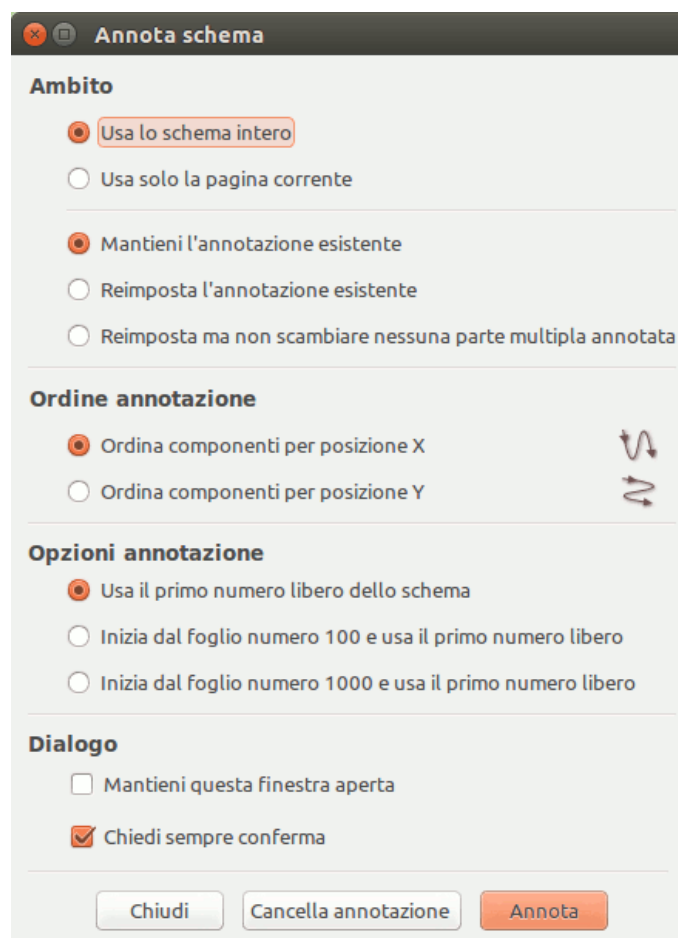 Annota schema
Ambito
Usa lo schema intero
Usa solo la pagina corrente
Mantieni l'annotazione esistente
Reimposta l'annotazione esistente
Reimposta ma non scambiare nessuna parte multipla annotata
Ordine annotazione
Ordina componenti per posizione X
Ordina componenti per posizione Y
Opzioni annotazione
Usa il primo numero libero dello schema
Inizia dal foglio numero 100 e usa il primo numero libero
Inizia dal foglio numero 1000 e usa il primo numero libero
Dialogo
Mantieni questa finestra aperta
Chiedi sempre conferma
Chiudi Cancella annotazione Annota